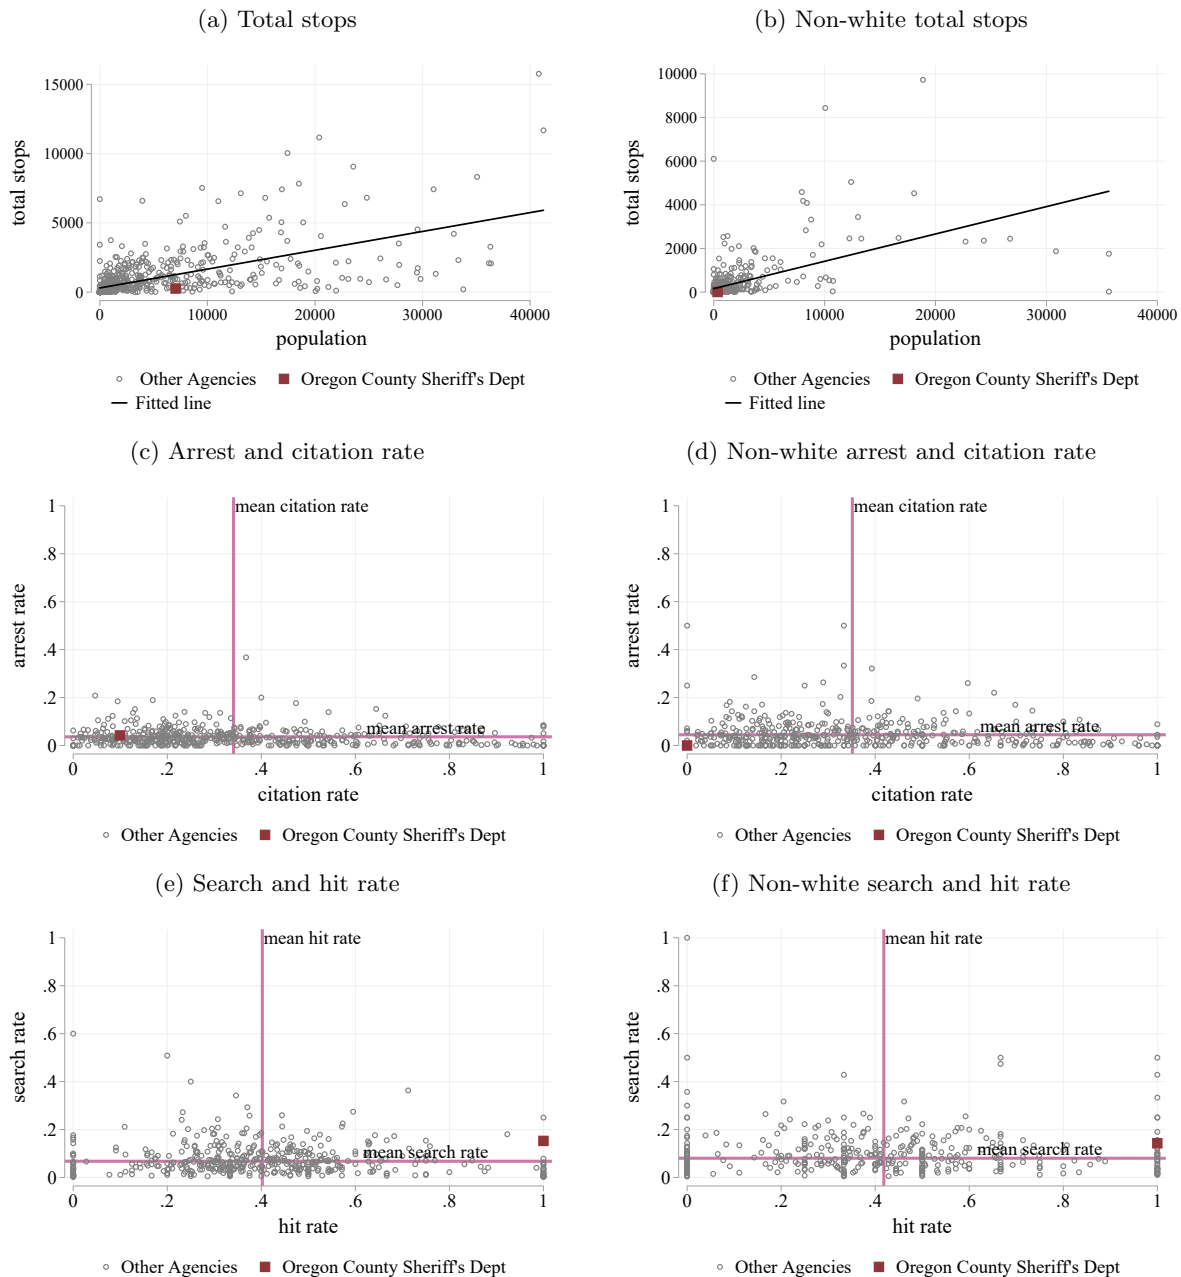 (a) Total stops
(b) Non-white total stops
total stops
15000
10000
5000
0
0
10000
20000
30000
40000
population
Other Agencies
Oregon County Sheriff's Dept
Fitted line
total stops
10000
8000
6000
4000
2000
0
0
10000
20000
30000
40000
population
Other Agencies
Oregon County Sheriff's Dept
Fitted line
(c) Arrest and citation rate
(d) Non-white arrest and citation rate
arrest rate
1
.8
.6
.4
.2
0
mean citation rate
mean arrest rate
0
.2
.4
.6
.8
1
citation rate
Other Agencies
Oregon County Sheriff's Dept
arrest rate
1
.8
.6
.4
.2
0
mean citation rate
mean arrest rate
0
.2
.4
.6
.8
1
citation rate
Other Agencies
Oregon County Sheriff's Dept
(e) Search and hit rate
(f) Non-white search and hit rate
search rate
1
.8
.6
.4
.2
0
mean hit rate
mean search rate
0
.2
.4
.6
.8
1
hit rate
Other Agencies
Oregon County Sheriff's Dept
search rate
1
.8
.6
.4
.2
0
mean hit rate
mean search rate
0
.2
.4
.6
.8
1
hit rate
Other Agencies
Oregon County Sheriff's Dept